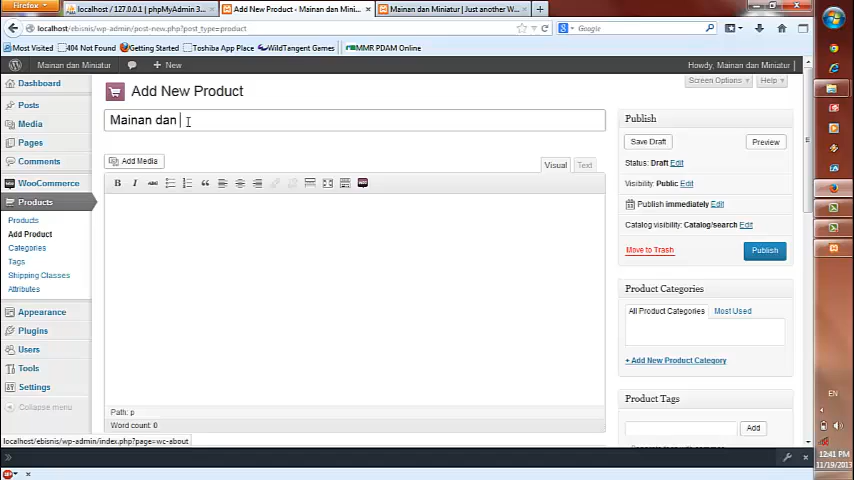 Firefox
localhost / 127.0.0.1 | phpMyAdmin 3....
Add New Product - Mainan dan Mini...
Mainan dan Miniatur | Just another W...
localhost/ebisnis/wp-admin/post-new.php?post_type=product
Google
Most Visited
404 Not Found
Getting Started
Toshiba App Place
WildTangent Games
MMR PDAM Online
Mainan dan Miniatur
+ New
Howdy, Mainan dan Miniatur
Screen Options
Help
Dashboard
Posts
Media
Pages
Comments
WooCommerce
Products
Products
Add Product
Categories
Tags
Shipping Classes
Attributes
Appearance
Plugins
Users
Tools
Settings
Collapse menu
Add New Product
Mainan dan
Add Media
Visual
Text
B I ABC
Path: p
Word count: 0
Publish
Save Draft
Preview
Status: Draft Edit
Visibility: Public Edit
Publish immediately Edit
Catalog visibility: Catalog/search Edit
Move to Trash
Publish
Product Categories
All Product Categories
Most Used
+ Add New Product Category
Product Tags
Add
localhost/ebisnis/wp-admin/index.php?page=wc-about
EN
12:41 PM
11/19/2013